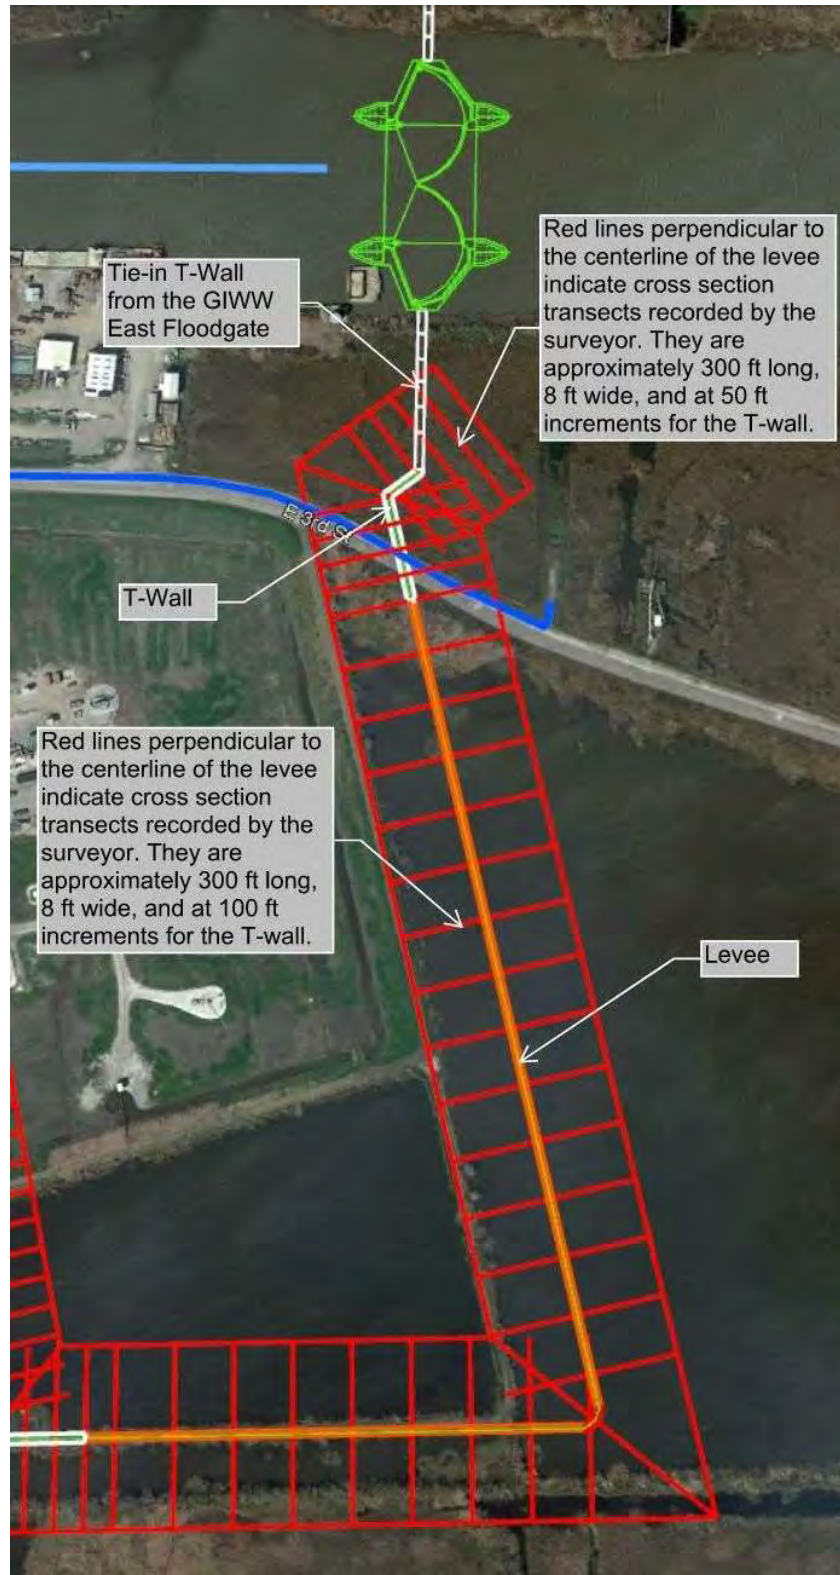 Tie-in T-Wall
from the GIWW
East Floodgate
Red lines perpendicular to
the centerline of the levee
indicate cross section
transects recorded by the
surveyor. They are
approximately 300 ft long,
8 ft wide, and at 50 ft
increments for the T-wall.
E 3rd St
T-Wall
Red lines perpendicular to
the centerline of the levee
indicate cross section
transects recorded by the
surveyor. They are
approximately 300 ft long,
8 ft wide, and at 100 ft
increments for the T-wall.
Levee